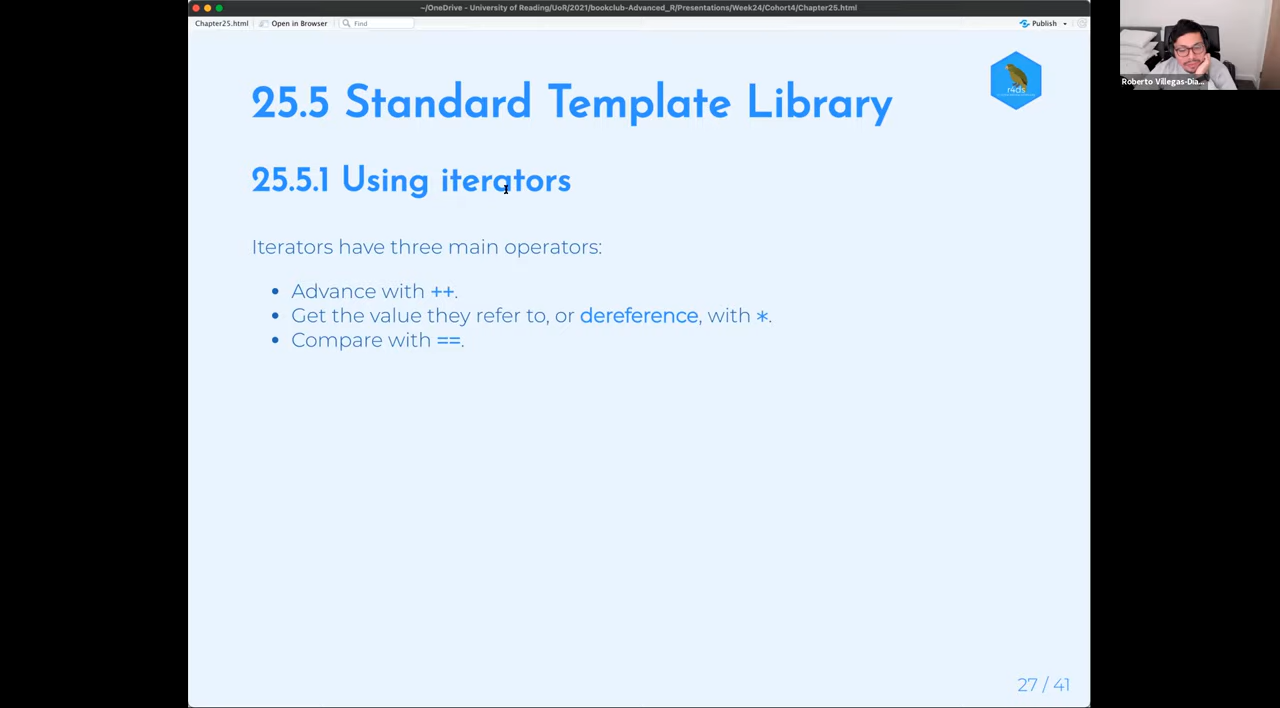 ~/OneDrive - University of Reading/UoR/2021/bookclub-Advanced_R/Presentations/Week24/Cohort4/Chapter25.html
Chapter25.html
Open in Browser
Find
Publish
Roberto Villegas-Dia...
r4ds
25.5 Standard Template Library
25.5.1 Using iterators
Iterators have three main operators:
• Advance with ++.
• Get the value they refer to, or dereference, with *.
• Compare with ==.
27 / 41